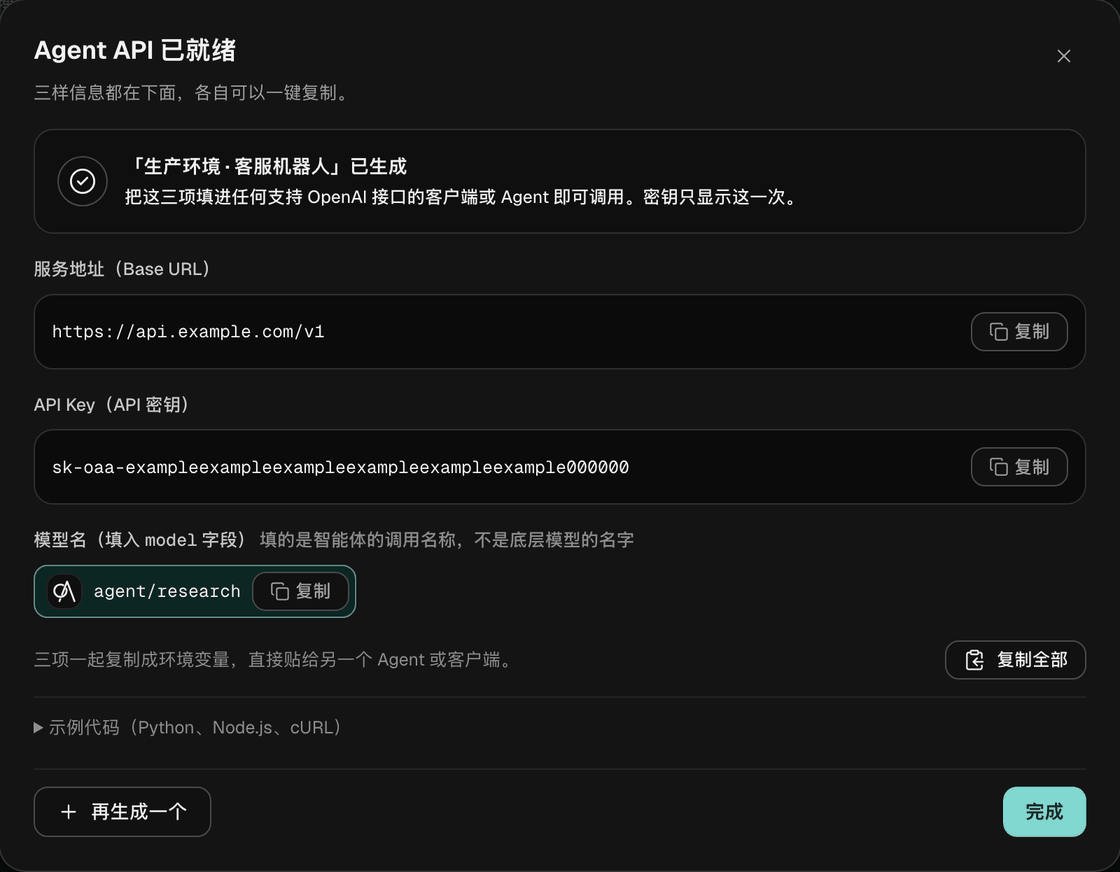 Agent API 已就绪
三样信息都在下面，各自可以一键复制。
「生产环境 · 客服机器人」已生成
把这三项填进任何支持 OpenAI 接口的客户端或 Agent 即可调用。密钥只显示这一次。
服务地址（Base URL）
https://api.example.com/v1
复制
API Key（API 密钥）
sk-oaa-exampleexampleexampleexampleexampleexample000000
复制
模型名（填入 model 字段） 填的是智能体的调用名称，不是底层模型的名字
agent/research 复制
三项一起复制成环境变量，直接贴给另一个 Agent 或客户端。
复制全部
示例代码（Python、Node.js、cURL）
再生成一个
完成